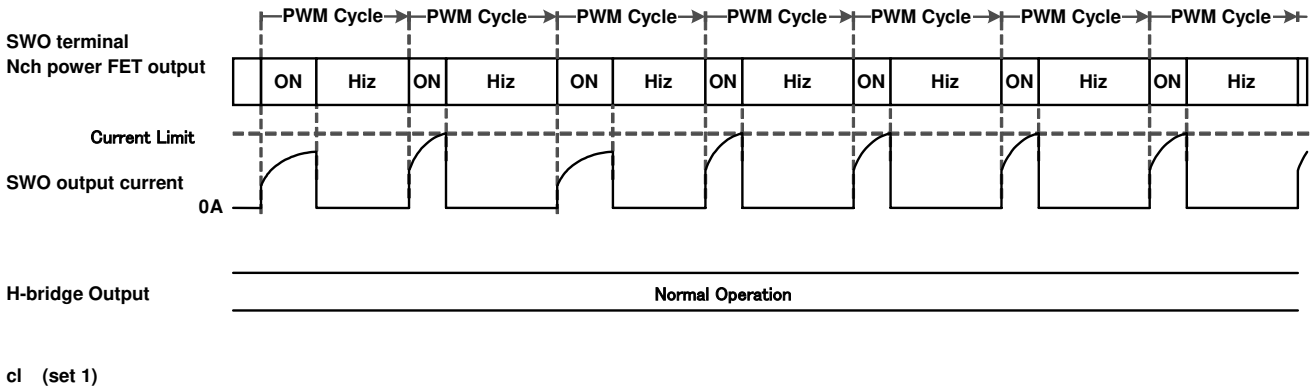 PWM Cycle PWM Cycle PWM Cycle PWM Cycle PWM Cycle PWM Cycle PWM Cycle
SWO terminal
Nch power FET output
ON Hiz ON Hiz ON Hiz ON Hiz ON Hiz ON Hiz ON Hiz
Current Limit
SWO output current
0A
H-bridge Output
Normal Operation
cl (set 1)